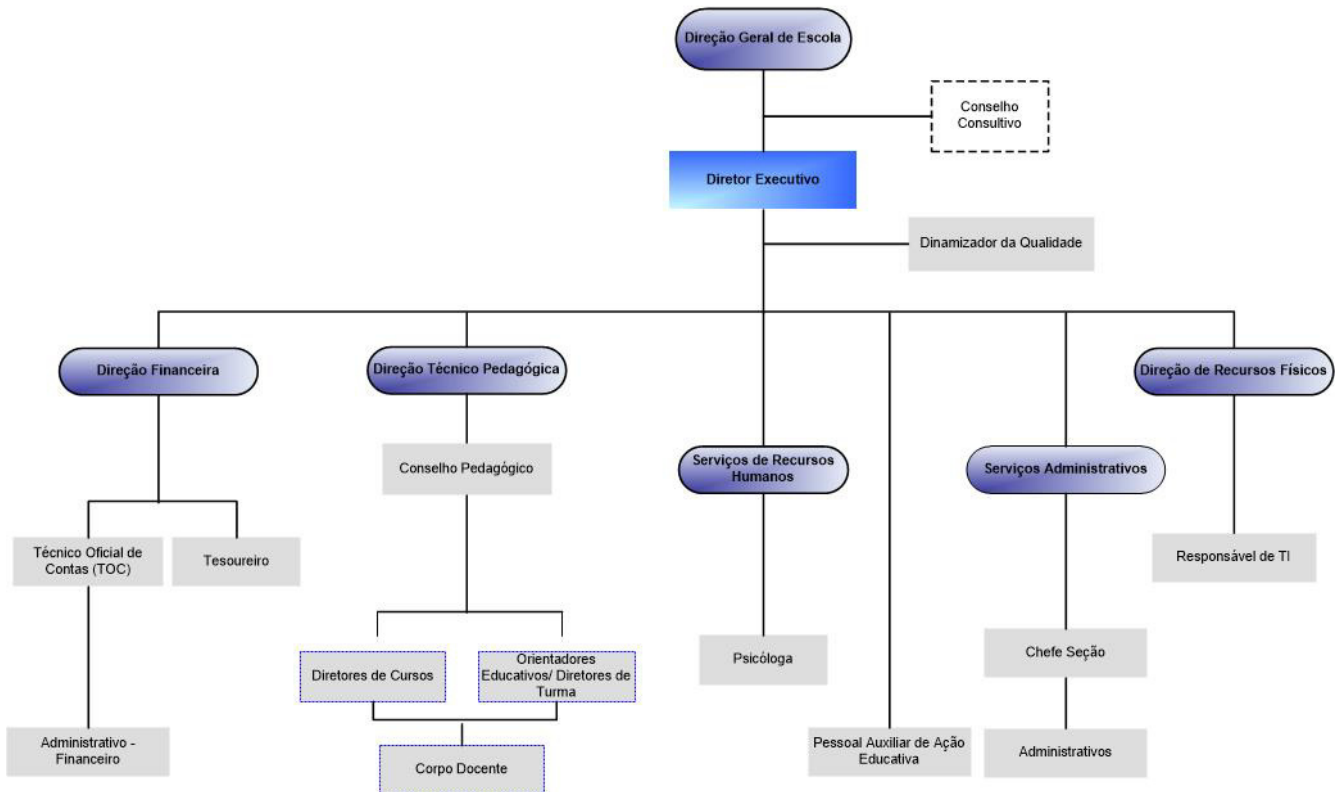 Direção Geral de Escola
Conselho
Consultivo
Diretor Executivo
Dinamizador da Qualidade
Direção Financeira
Direção Técnico Pedagógica
Direção de Recursos Físicos
Conselho Pedagógico
Serviços de Recursos
Humanos
Serviços Administrativos
Técnico Oficial de
Contas (TOC)
Tesoureiro
Responsável de TI
Diretores de Cursos
Orientadores
Educativos/ Diretores de
Turma
Psicóloga
Chefe Seção
Administrativo -
Financeiro
Corpo Docente
Pessoal Auxiliar de Ação
Educativa
Administrativos